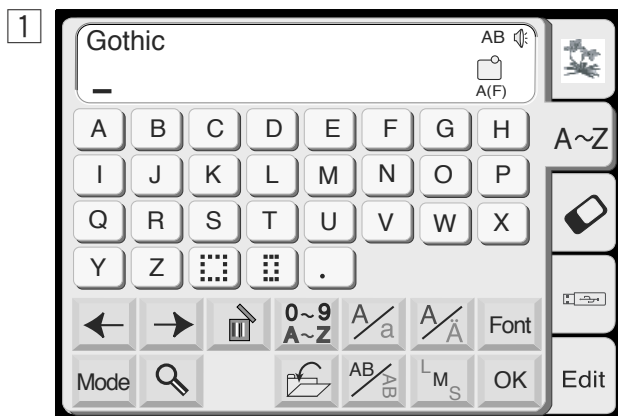 1
Gothic AB
A(F)
A B C D E F G H A~Z
I J K L M N O P
Q R S T U V W X
Y Z .
0~9 A~Z A/a A/Ä Font
Mode AB/AB L M S OK Edit